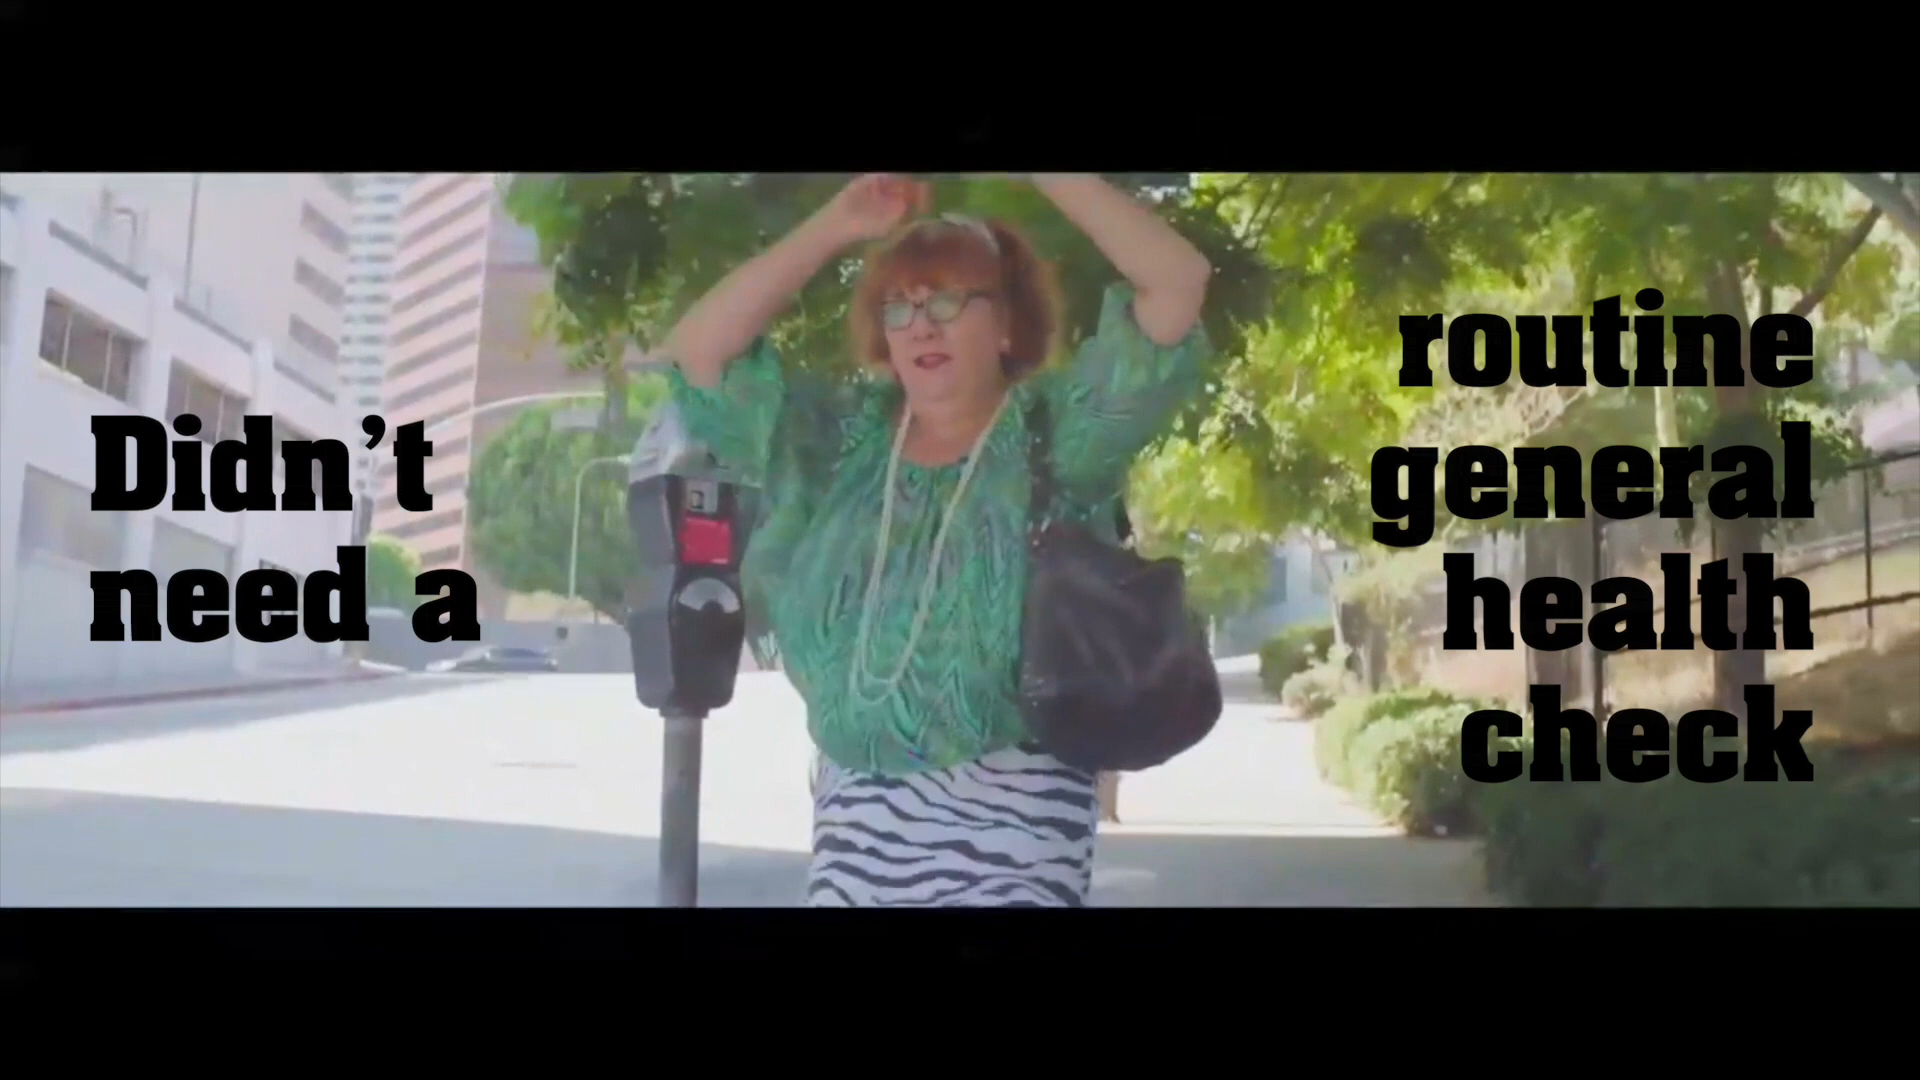 Didn't
need a
routine
general
health
check